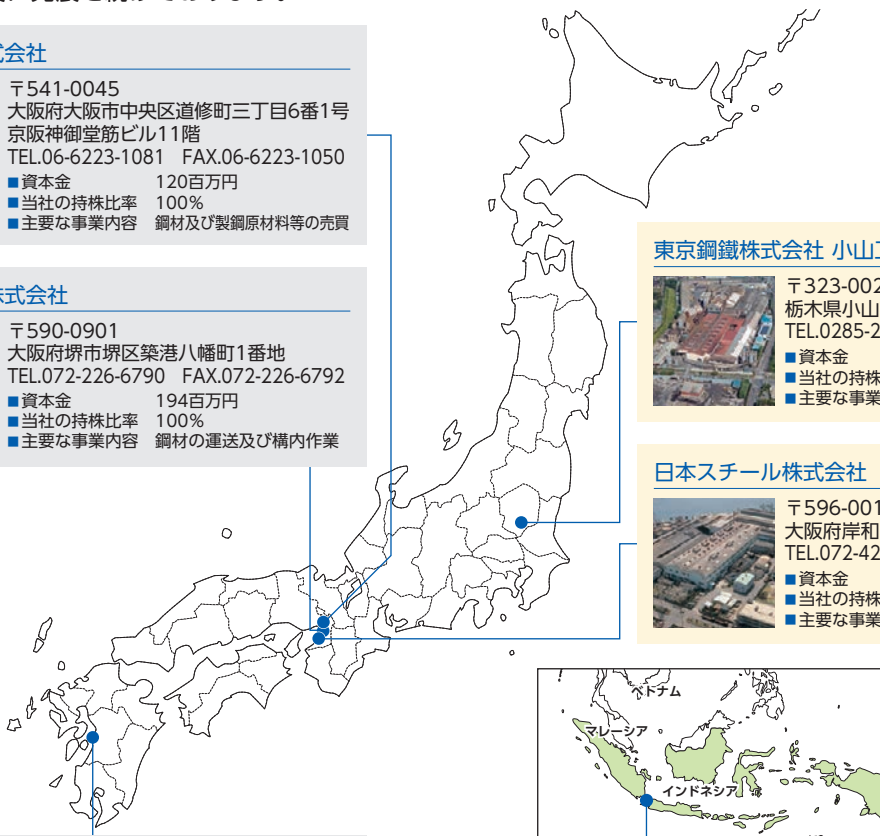 式会社
〒541-0045
大阪府大阪市中央区道修町三丁目6番1号
京阪神御堂筋ビル11階
TEL.06-6223-1081 FAX.06-6223-1050
■資本金 120百万円
■当社の持株比率 100%
■主要な事業内容 鋼材及び製鋼原材料等の売買
株式会社
〒590-0901
大阪府堺市堺区築港八幡町1番地
TEL.072-226-6790 FAX.072-226-6792
■資本金 194百万円
■当社の持株比率 100%
■主要な事業内容 鋼材の運送及び構内作業
東京鋼鐵株式会社 小山
〒323-002
栃木県小山
TEL.0285-2
■資本金
■当社の持株
■主要な事業
日本スチール株式会社
〒596-001
大阪府岸和
TEL.072-42
■資本金
■当社の持株
■主要な事業
ベトナム
マレーシア
インドネシア